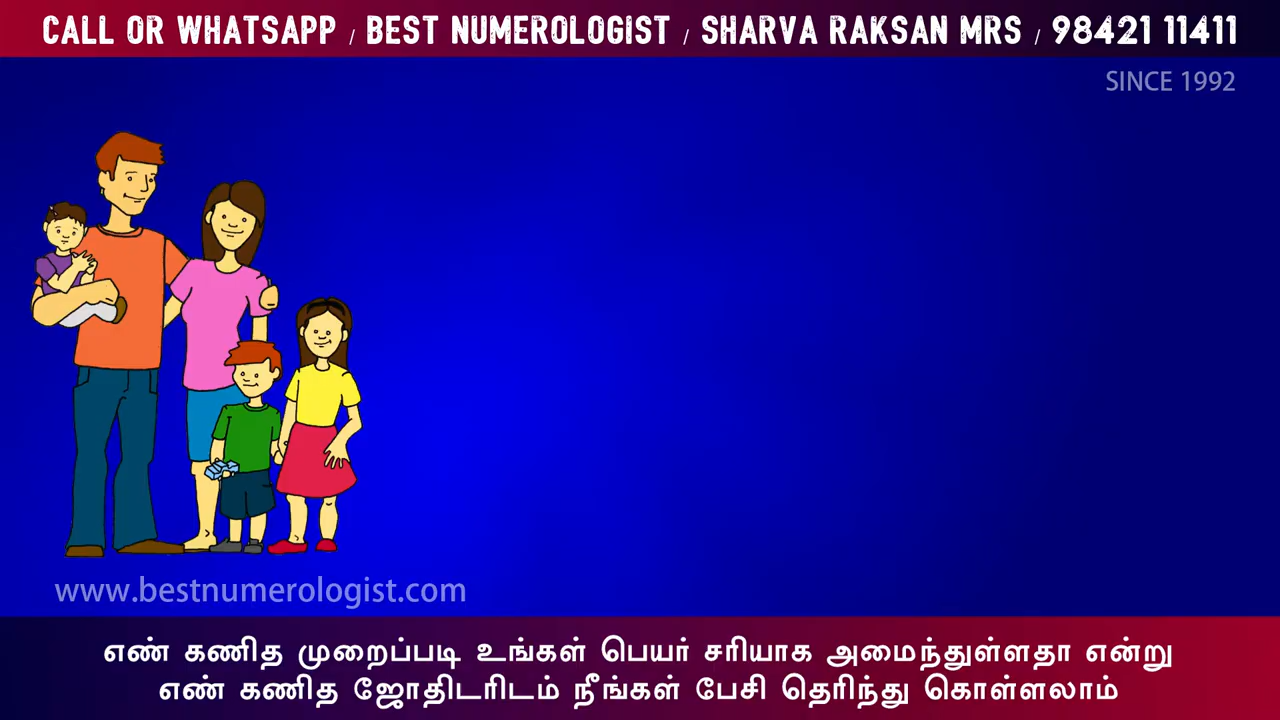 CALL OR WHATSAPP / BEST NUMEROLOGIST / SHARVA RAKSAN MRS / 98421 11411
SINCE 1992
www.bestnumerologist.com
எண் கணித முறைப்படி உங்கள் பெயர் சரியாக அமைந்துள்ளதா என்று
எண் கணித ஜோதிடரிடம் நீங்கள் பேசி தெரிந்து கொள்ளலாம்